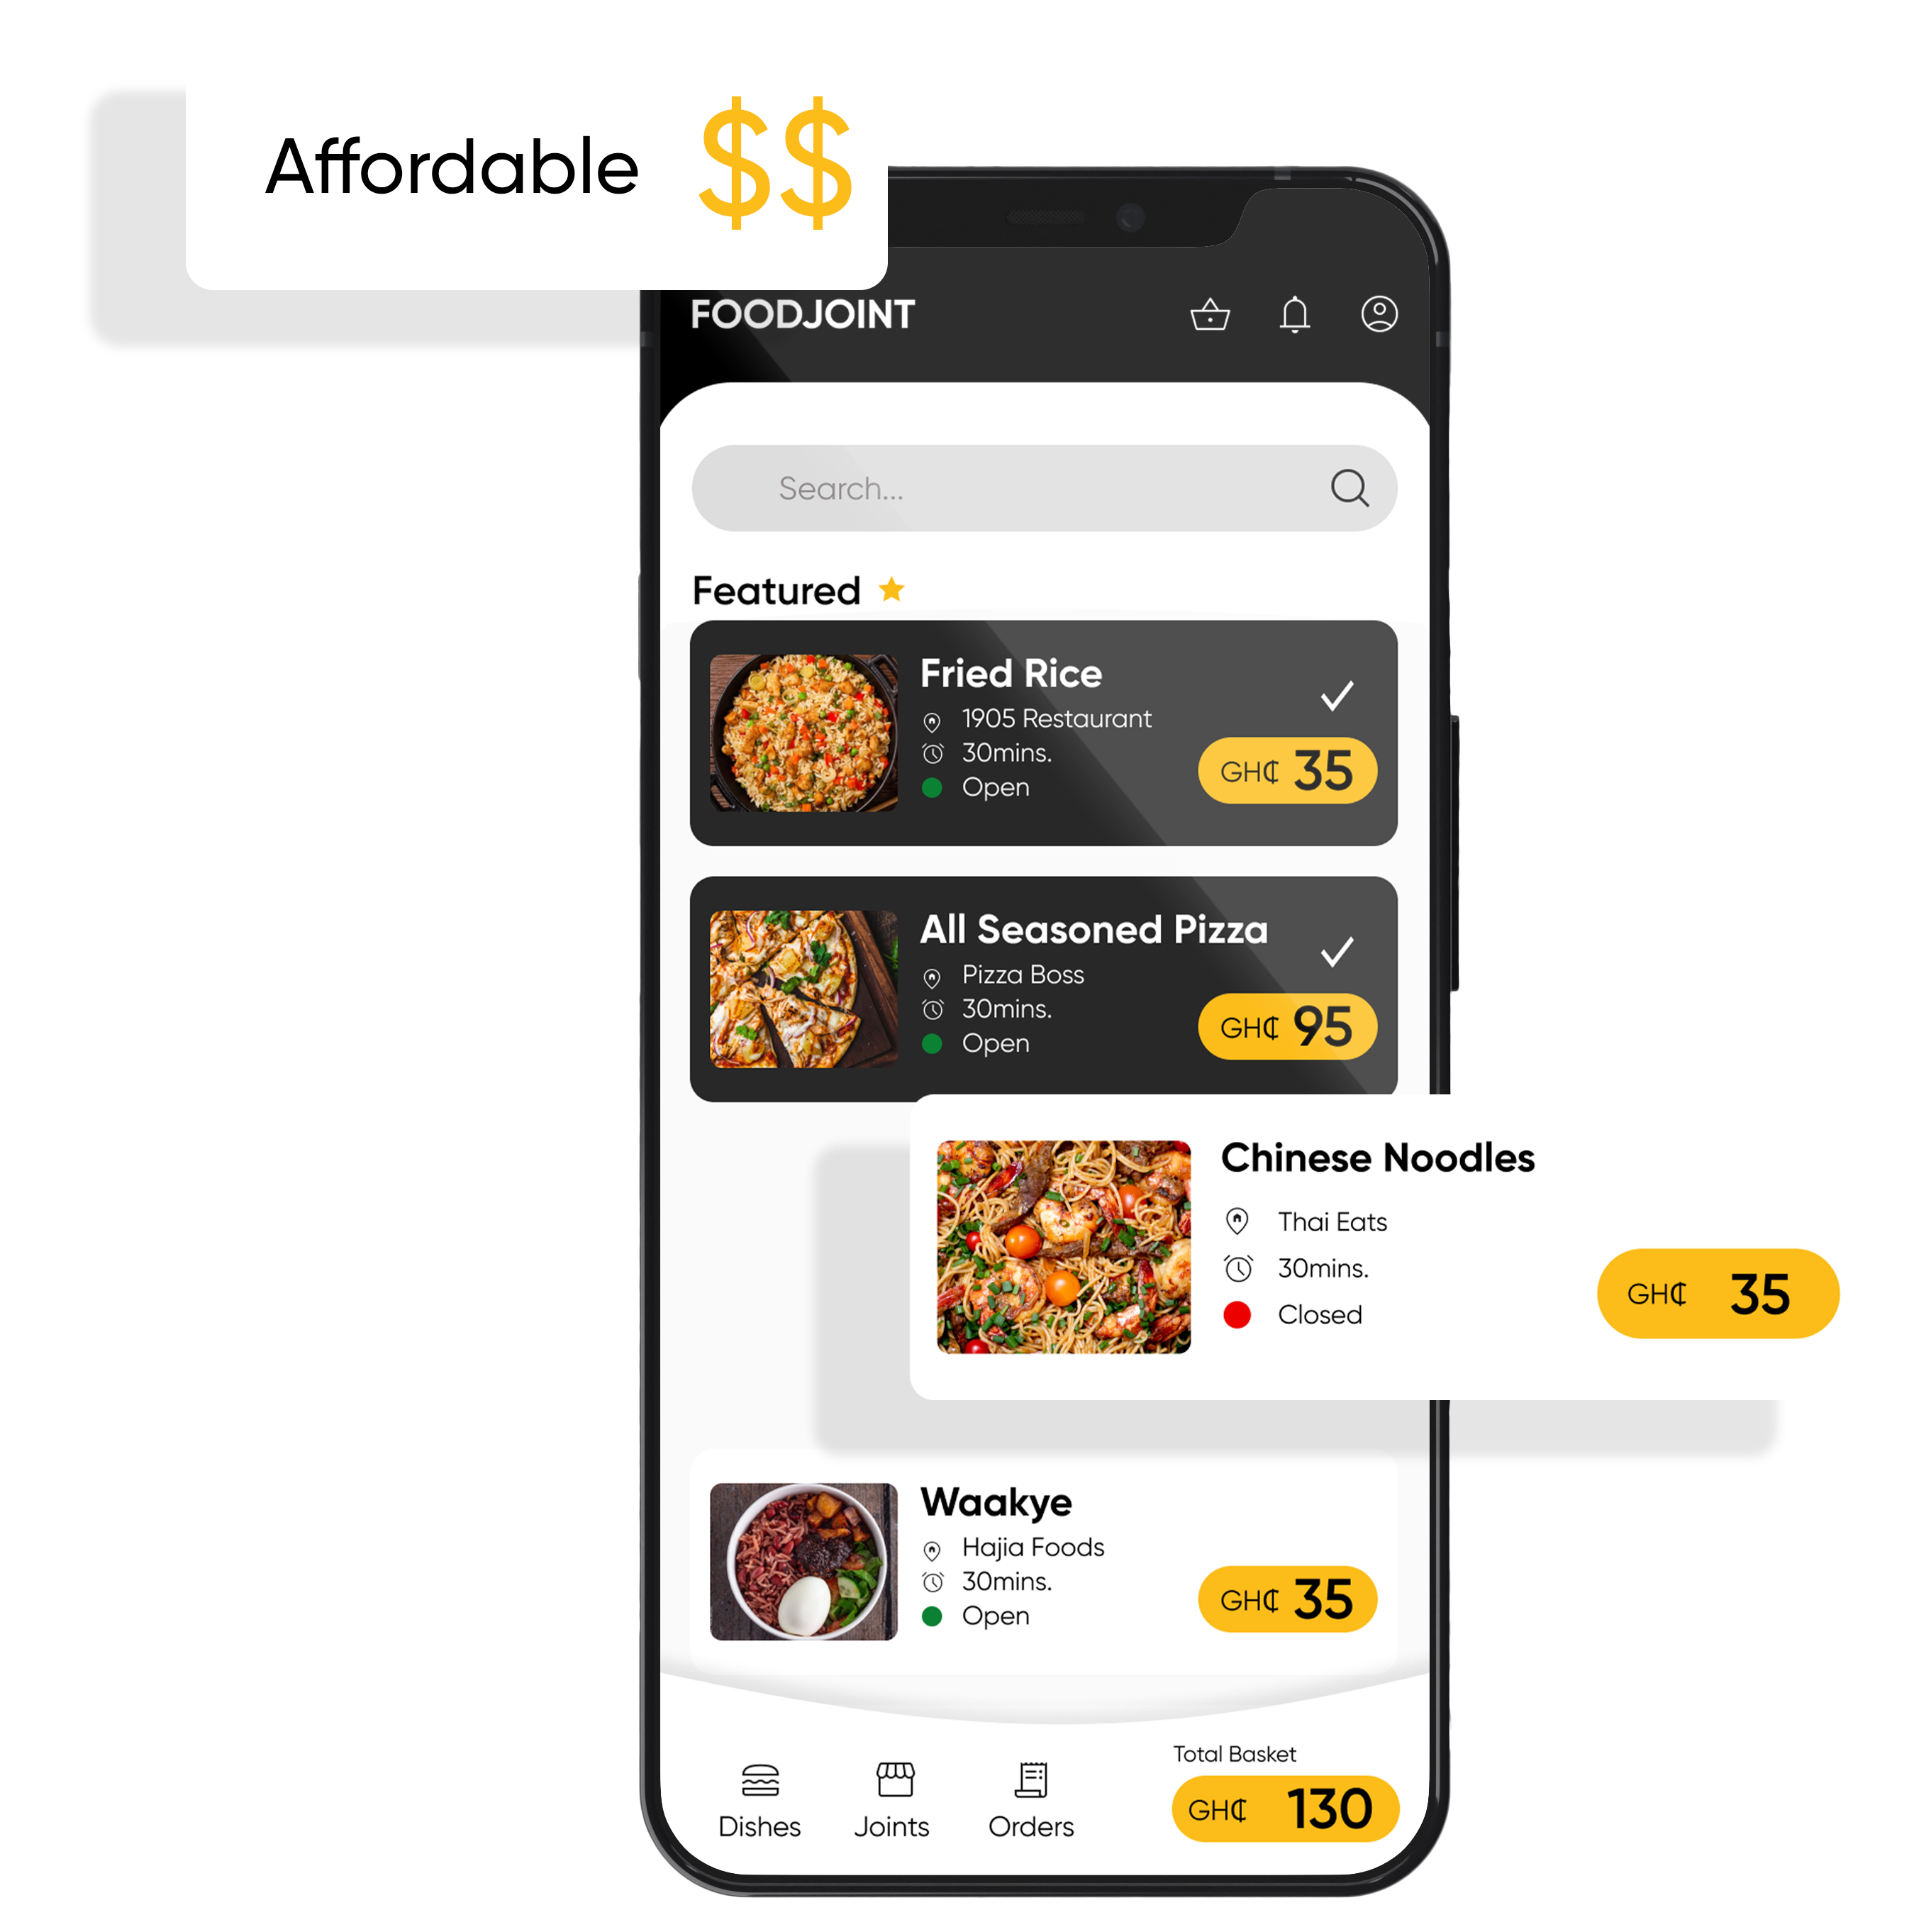 Affordable $$
FOODJOINT
Search...
Featured
Fried Rice
1905 Restaurant
30mins.
Open
GH₵ 35
All Seasoned Pizza
Pizza Boss
30mins.
Open
GH₵ 95
Chinese Noodles
Thai Eats
30mins.
Closed
GH₵ 35
Waakye
Hajia Foods
30mins.
Open
GH₵ 35
Total Basket
GH₵ 130
Dishes
Joints
Orders